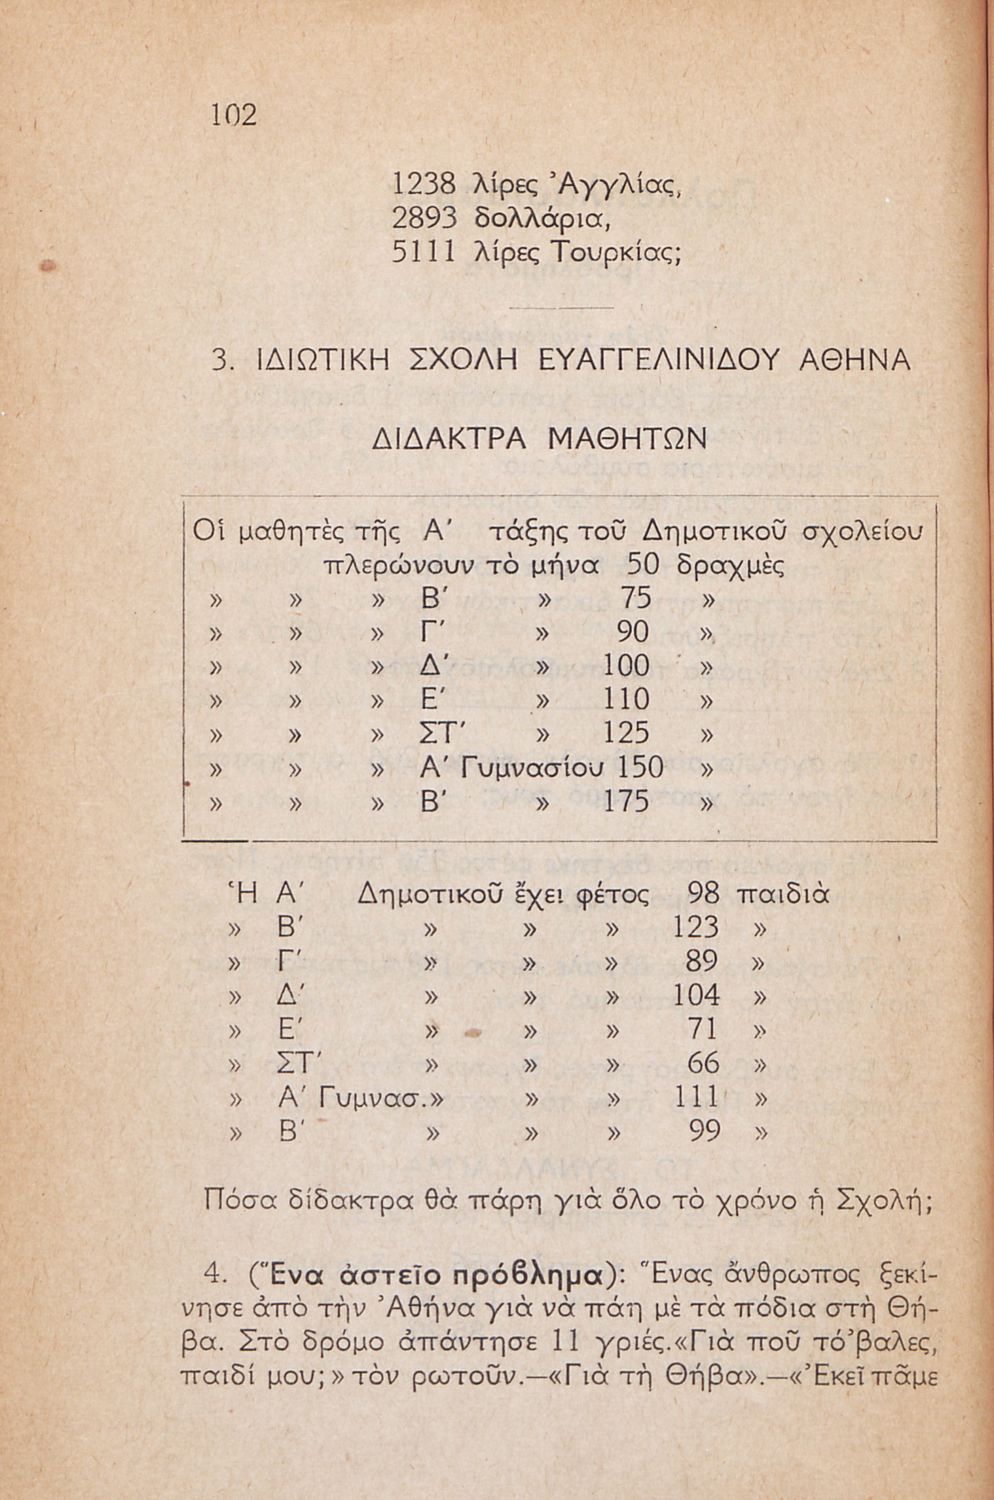 102
1238 λίρες Ἀγγλίας,
2893 δολλάρια,
5111 λίρες Τουρκίας;
3. ΙΔΙΩΤΙΚΗ ΣΧΟΛΗ ΕΥΑΓΓΕΛΙΝΙΔΟΥ ΑΘΗΝΑ
ΔΙΔΑΚΤΡΑ ΜΑΘΗΤΩΝ
Οἱ μαθητὲς τῆς Α΄ τάξης τοῦ Δημοτικοῦ σχολείου
πλερώνουν τὸ μήνα 50 δραχμὲς
» » » Β΄ » 75 »
» » » Γ΄ » 90 »
» » » Δ΄ » 100 »
» » » Ε΄ » 110 »
» » » ΣΤ΄ » 125 »
» » » Α΄ Γυμνασίου 150 »
» » » Β΄ » 175 »
Ἡ Α΄ Δημοτικοῦ ἔχει φέτος 98 παιδιὰ
» Β΄ » » » 123 »
» Γ΄ » » » 89 »
» Δ΄ » » » 104 »
» Ε΄ » » » 71 »
» ΣΤ΄ » » » 66 »
» Α΄ Γυμνασ.» » » 111 »
» Β΄ » » » 99 »
Πόσα δίδακτρα θὰ πάρη γιὰ ὅλο τὸ χρόνο ἡ Σχολή;
4. (Ἕνα ἀστεῖο πρόβλημα): Ἕνας ἄνθρωπος ξεκί-
νησε ἀπὸ τὴν Ἀθήνα γιὰ νὰ πάη μὲ τὰ πόδια στὴ Θή-
βα. Στὸ δρόμο ἀπάντησε 11 γριές.«Γιὰ ποῦ τό᾽βαλες,
παιδί μου;» τὸν ρωτοῦν.—«Γιὰ τὴ Θήβα».—«Ἐκεῖ πᾶμε